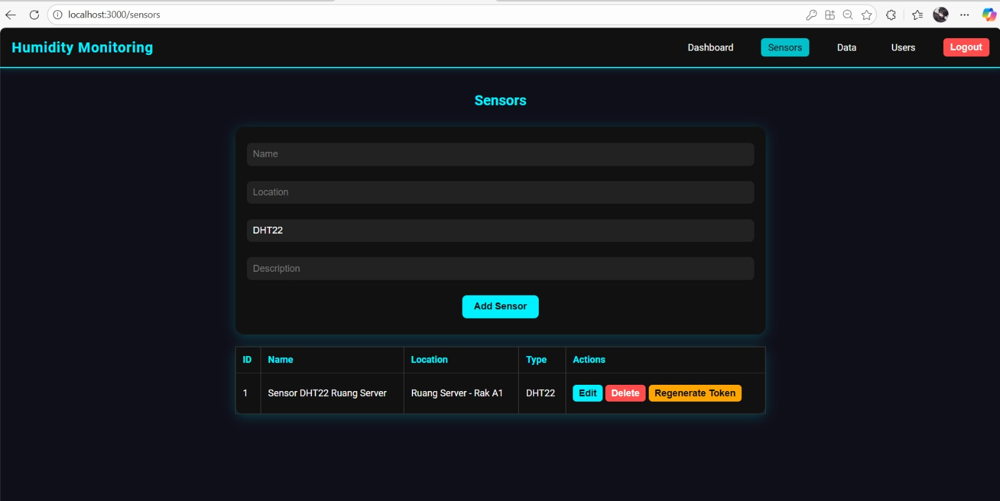 localhost:3000/sensors
Humidity Monitoring
Dashboard
Sensors
Data
Users
Logout
Sensors
Name
Location
DHT22
Description
Add Sensor
ID Name Location Type Actions
1 Sensor DHT22 Ruang Server Ruang Server - Rak A1 DHT22 Edit Delete Regenerate Token